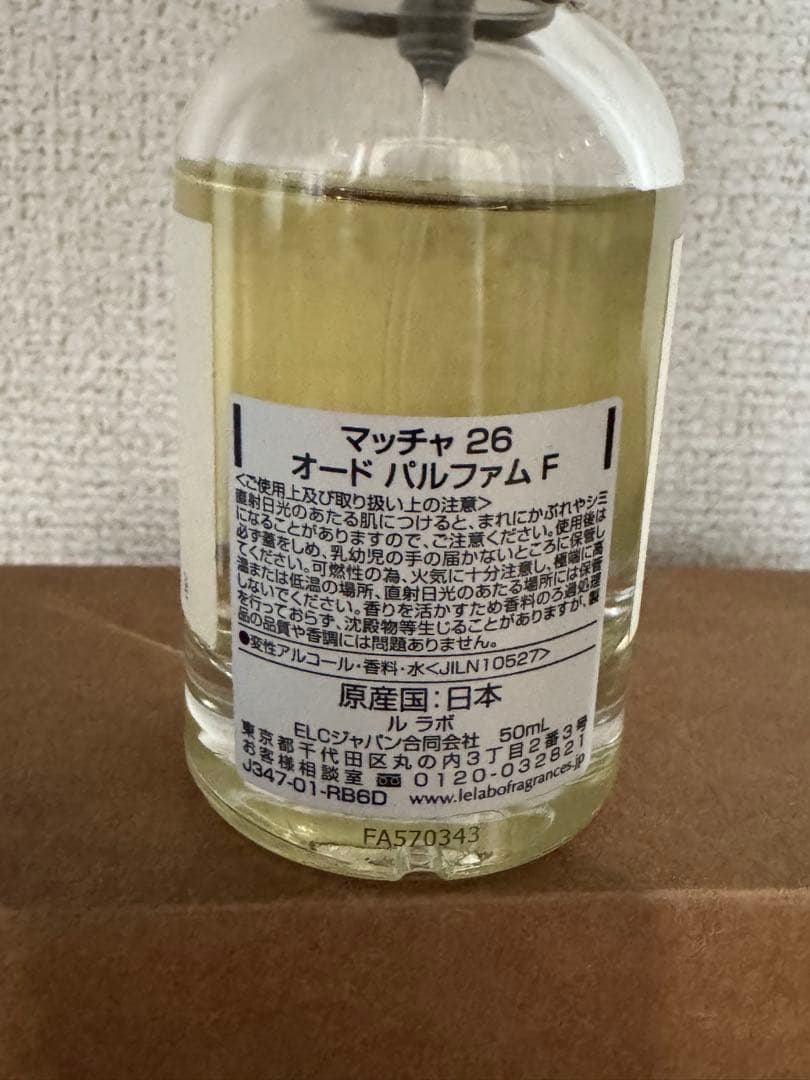 マッチャ 26
オード パルファム F
<ご使用上及び取り扱い上の注意>
直射日光のあたる肌につけると、まれにかぶれやシミ
になることがありますので、ご注意ください。使用後は
必ず蓋をしめ、乳幼児の手の届かないところに保管し
てください。可燃性の為、火気に十分注意し、極端に高
温または低温の場所、直射日光のあたる場所には保管
しないでください。香りを活かすため香料のろ過処理
を行っておらず、沈殿物等生じることがありますが、製
品の品質や香調には問題ありません。
●変性アルコール・香料・水<JILN10527>
原産国:日本
ル ラボ
ELCジャパン合同会社 50mL
東京都千代田区丸の内3丁目2番3号
お客様相談室 0120-032821
J347-01-RB6D www.lelabofragrances.jp
FA570343